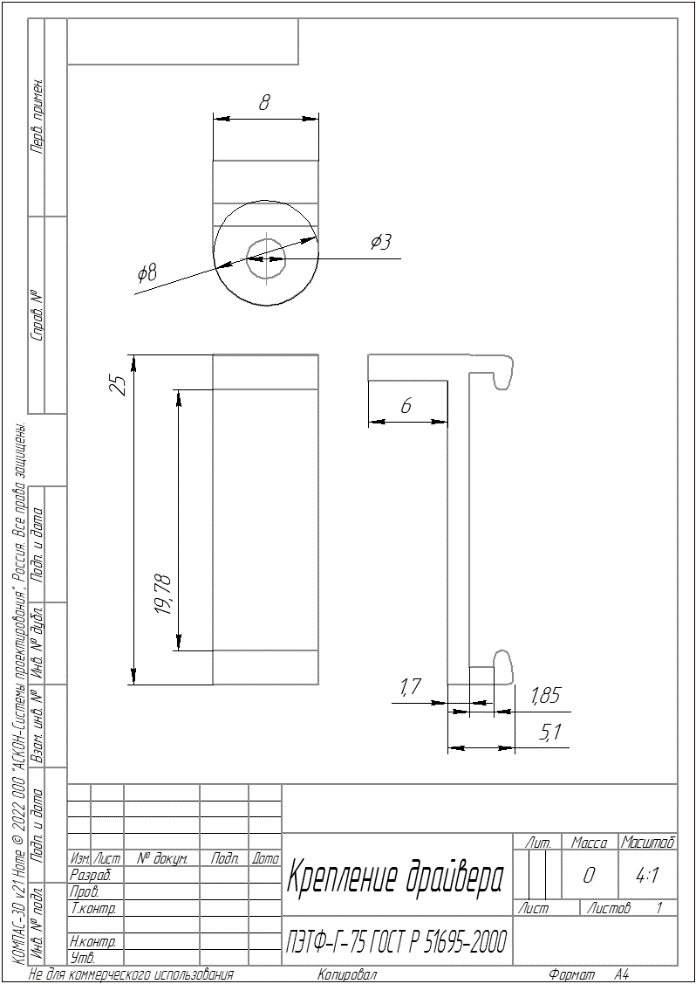 Перв. примен.
Справ. №
Подп. и дата
Инв. № дубл.
Взам. инв. №
Подп. и дата
Инв. № подл.
КОМПАС-3D v21 Home © 2022 ООО "АСКОН-Системы проектирования", Россия. Все права защищены.
8
⌀3
⌀8
25
6
19,78
1,7
1,85
5,1
Лит. Масса Масштаб
Изм. Лист № докум. Подп. Дата
Разраб.
Пров.
Т.контр.
Крепление драйвера
0 4:1
Лист Листов 1
Н.контр.
Утв.
ПЭТФ-Г-75 ГОСТ Р 51695-2000
Не для коммерческого использования Копировал Формат А4